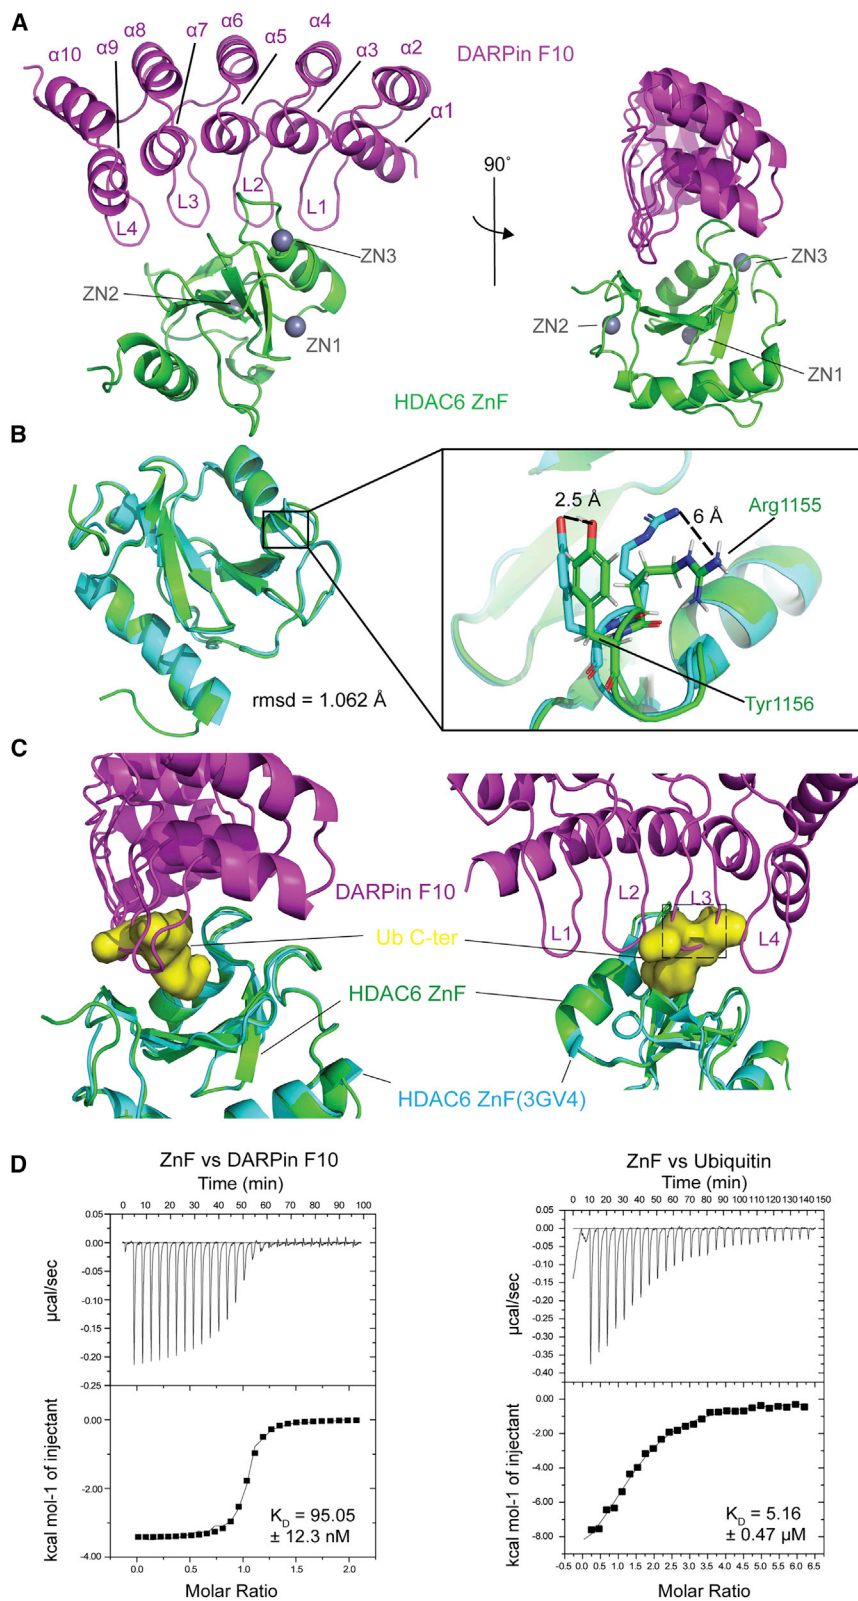 A
α10
α9
α8
α7
α6
α5
α4
α3
α2
α1
L4
L3
L2
L1
ZN3
ZN2
ZN1
DARPin F10
90°
ZN3
ZN2
ZN1
HDAC6 ZnF
B
rmsd = 1.062 Å
2.5 Å
6 Å
Arg1155
Tyr1156
C
DARPin F10
Ub C-ter
HDAC6 ZnF
HDAC6 ZnF(3GV4)
L1
L2
L3
L4
D
ZnF vs DARPin F10
Time (min)
0 10 20 30 40 50 60 70 80 90 100
0.05
0.00
-0.05
-0.10
-0.15
-0.20
-0.25
µcal/sec
0.00
-2.00
-4.00
kcal mol-1 of injectant
K_D = 95.05
± 12.3 nM
0.0 0.5 1.0 1.5 2.0
Molar Ratio
ZnF vs Ubiquitin
Time (min)
0 10 20 30 40 50 60 70 80 90 100 110 120 130 140 150
0.05
0.00
-0.05
-0.10
-0.15
-0.20
-0.25
-0.30
-0.35
-0.40
µcal/sec
0.00
-2.00
-4.00
-6.00
-8.00
kcal mol-1 of injectant
K_D = 5.16
± 0.47 µM
0.0 0.5 1.0 1.5 2.0 2.5 3.0 3.5 4.0 4.5 5.0 5.5 6.0 6.5
Molar Ratio